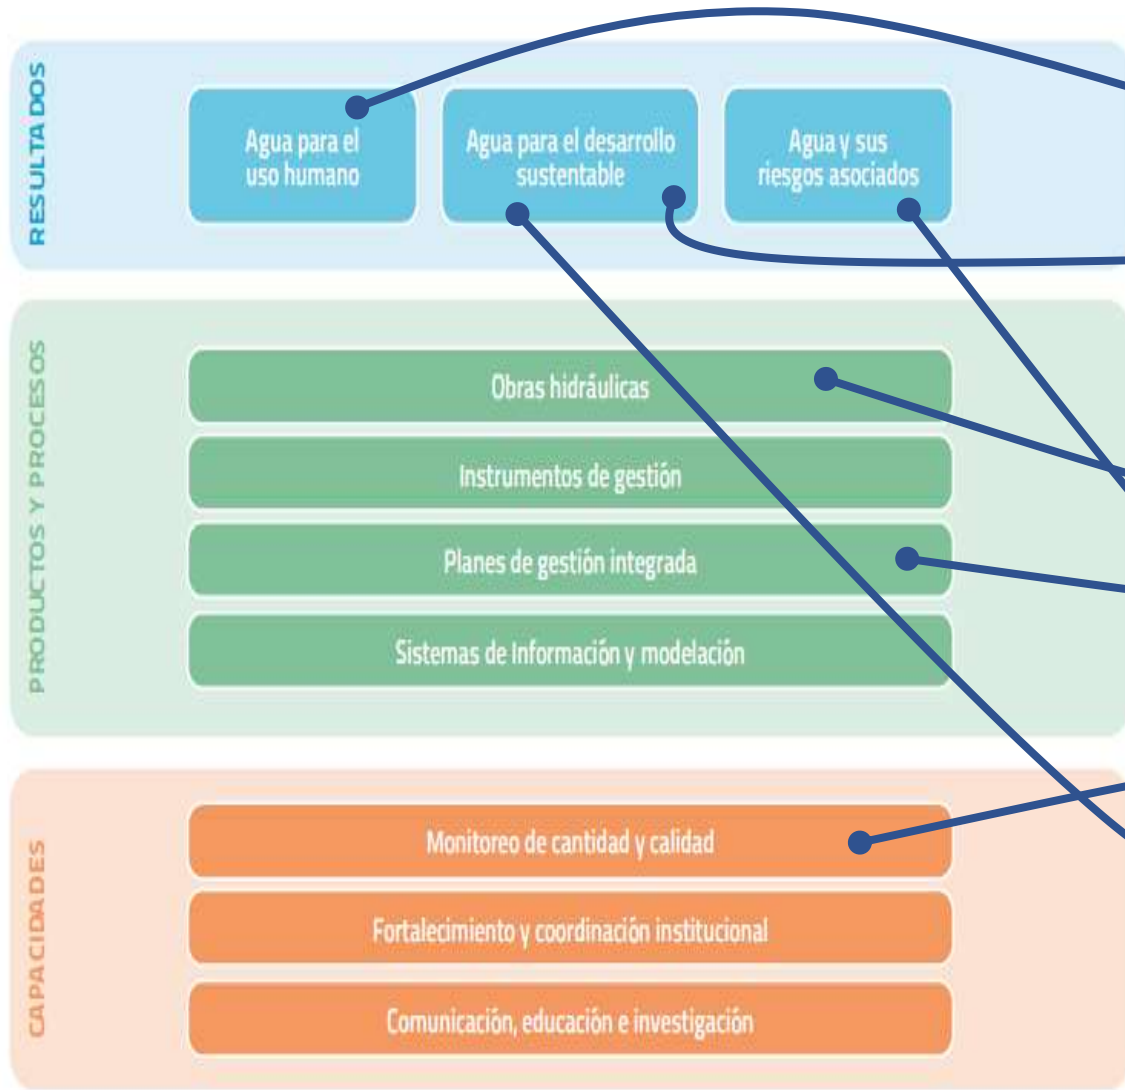 RESULTADOS
Agua para el
uso humano
Agua para el desarrollo
sustentable
Agua y sus
riesgos asociados
PRODUCTOS Y PROCESOS
Obras hidráulicas
Instrumentos de gestión
Planes de gestión integrada
Sistemas de Información y modelación
CAPACIDADES
Monitoreo de cantidad y calidad
Fortalecimiento y coordinación institucional
Comunicación, educación e investigación